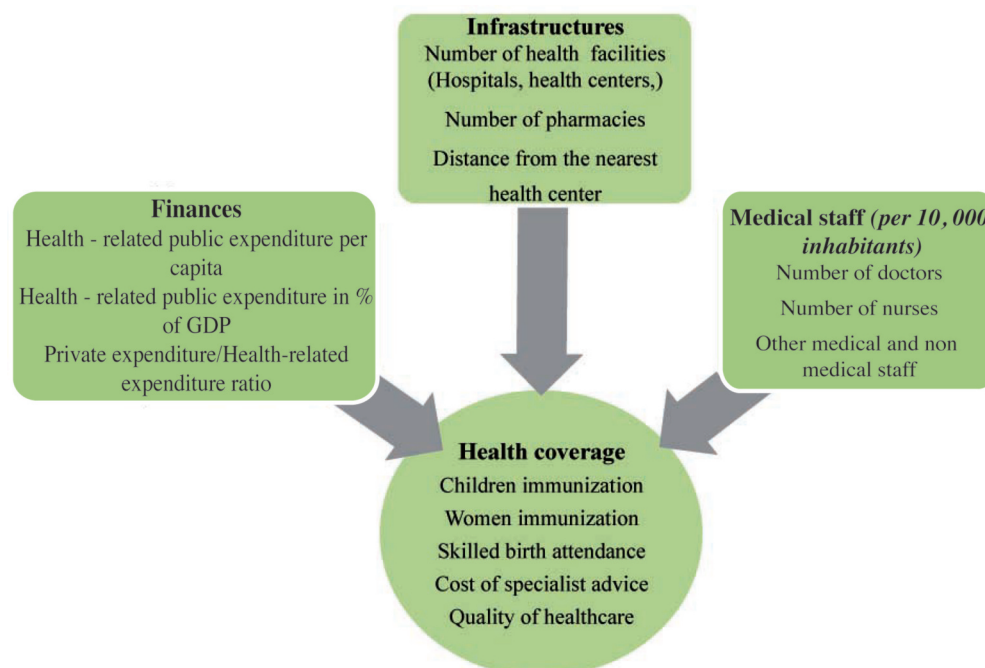 Infrastructures
Number of health facilities
(Hospitals, health centers,)
Number of pharmacies
Distance from the nearest
health center
Finances
Health - related public expenditure per
capita
Health - related public expenditure in %
of GDP
Private expenditure/Health-related
expenditure ratio
Medical staff (per 10,000
inhabitants)
Number of doctors
Number of nurses
Other medical and non
medical staff
Health coverage
Children immunization
Women immunization
Skilled birth attendance
Cost of specialist advice
Quality of healthcare